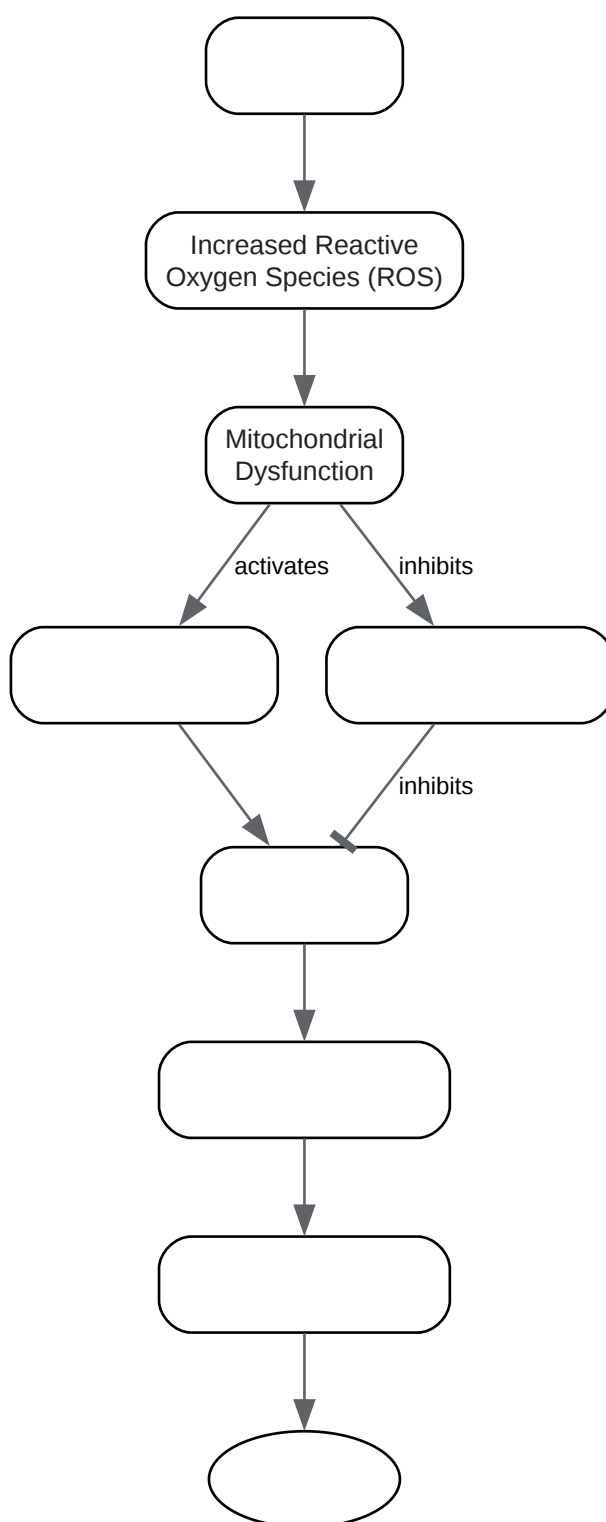 Increased Reactive
Oxygen Species (ROS)
Mitochondrial
Dysfunction
activates
inhibits
inhibits